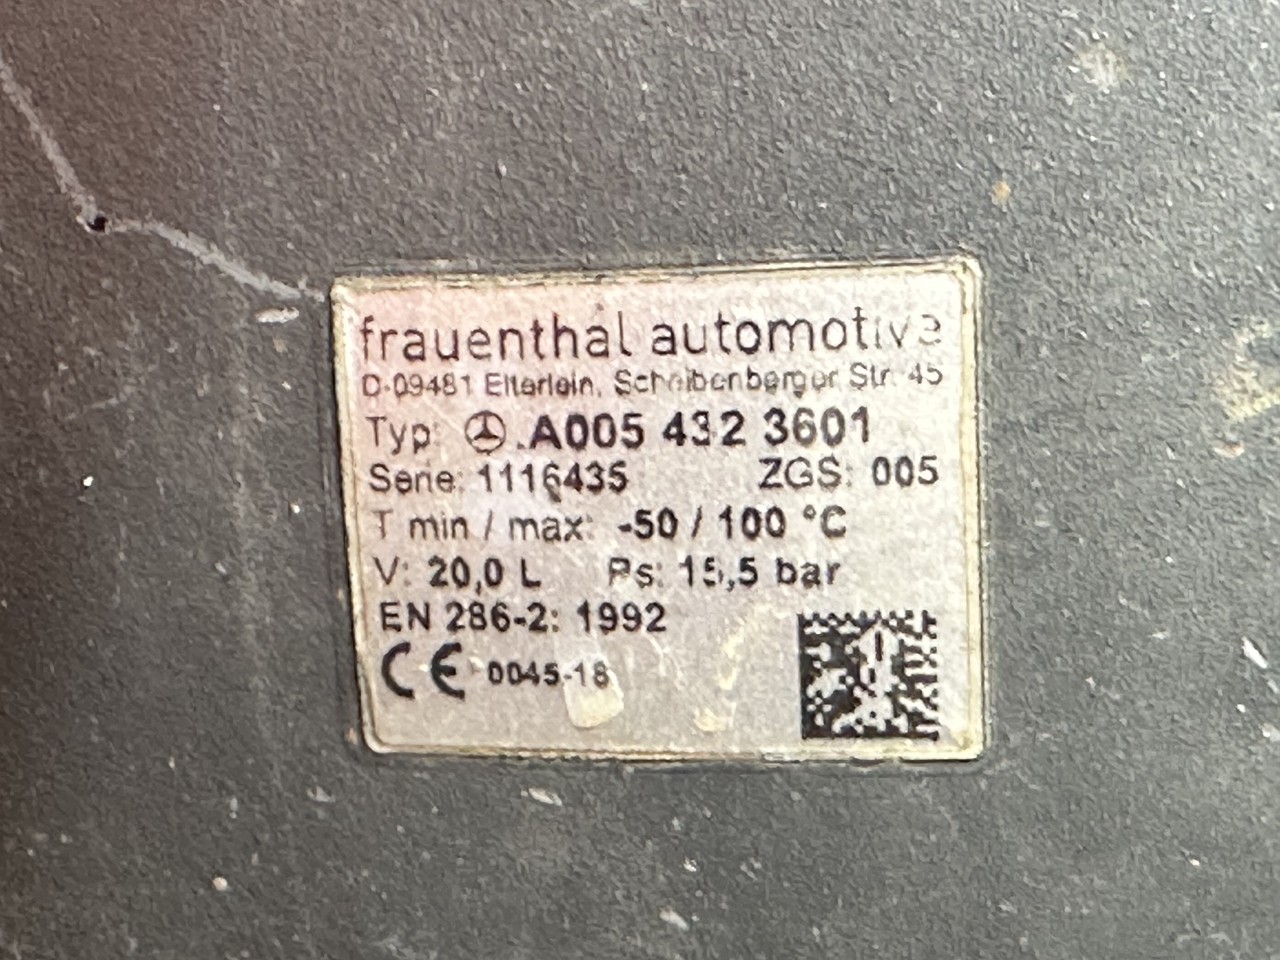 frauenthal automotive
D-09481 Elterlein, Scheibenberger Str. 45
Typ: .A005 432 3601
Serie: 1116435 ZGS: 005
T min / max: -50 / 100 °C
V: 20,0 L Ps: 15,5 bar
EN 286-2: 1992
CE 0045-18